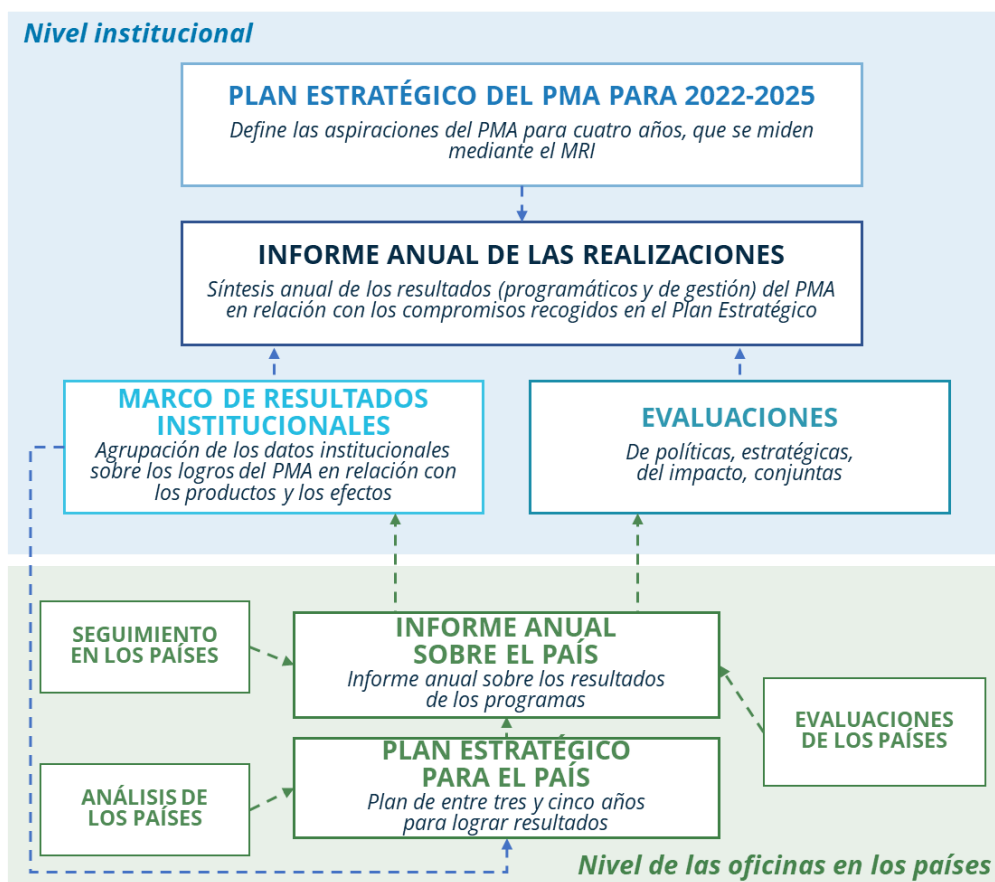 Nivel institucional
PLAN ESTRATÉGICO DEL PMA PARA 2022-2025
Define las aspiraciones del PMA para cuatro años, que se miden
mediante el MRI
INFORME ANUAL DE LAS REALIZACIONES
Síntesis anual de los resultados (programáticos y de gestión) del PMA
en relación con los compromisos recogidos en el Plan Estratégico
MARCO DE RESULTADOS
INSTITUCIONALES
Agrupación de los datos institucionales
sobre los logros del PMA en relación con
los productos y los efectos
EVALUACIONES
De políticas, estratégicas,
del impacto, conjuntas
SEGUIMIENTO
EN LOS PAÍSES
INFORME ANUAL
SOBRE EL PAÍS
Informe anual sobre los resultados
de los programas
EVALUACIONES
DE LOS PAÍSES
ANÁLISIS DE
LOS PAÍSES
PLAN ESTRATÉGICO
PARA EL PAÍS
Plan de entre tres y cinco años
para lograr resultados
Nivel de las oficinas en los países